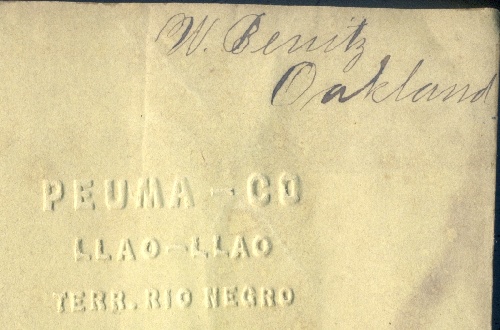 W. Benitz
Oakland
PEUMA-CO
LLAO-LLAO
TERR. RIO NEGRO